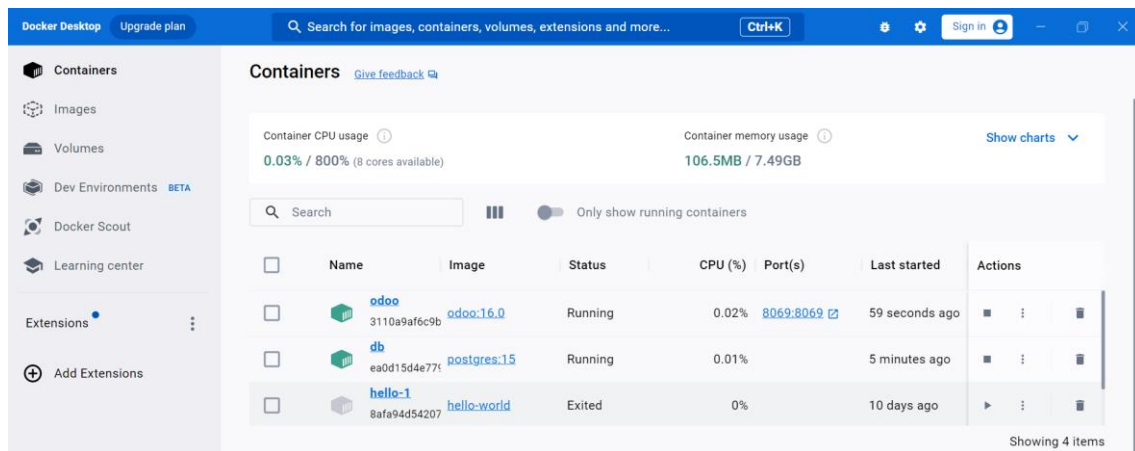 Docker Desktop Upgrade plan Search for images, containers, volumes, extensions and more... Ctrl+K Sign in
Containers
Images
Volumes
Dev Environments BETA
Docker Scout
Learning center
Extensions
Add Extensions
Containers Give feedback
Container CPU usage
0.03% / 800% (8 cores available)
Container memory usage
106.5MB / 7.49GB
Show charts
Search
Only show running containers
Name Image Status CPU (%) Port(s) Last started Actions
odoo
3110a9af6c9b odoo:16.0 Running 0.02% 8069:8069 59 seconds ago
db
ea0d15d4e779 postgres:15 Running 0.01% 5 minutes ago
hello-1
8afa94d54207 hello-world Exited 0% 10 days ago
Showing 4 items